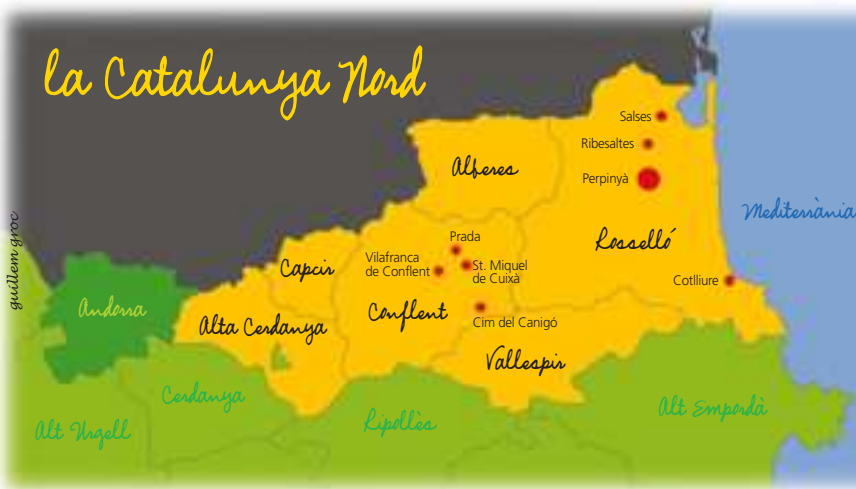 la Catalunya Nord
Salses
Ribesaltes
Perpinyà
Alberes
Mediterrània
Rosselló
Prada
Vilafranca
de Conflent
St. Miquel
de Cuixà
Capcir
Cotlliure
guillem groc
Andorra
Alta Cerdanya
Conflent
Cim del Canigó
Vallespir
Cerdanya
Alt Empordà
Ripollès
Alt Urgell